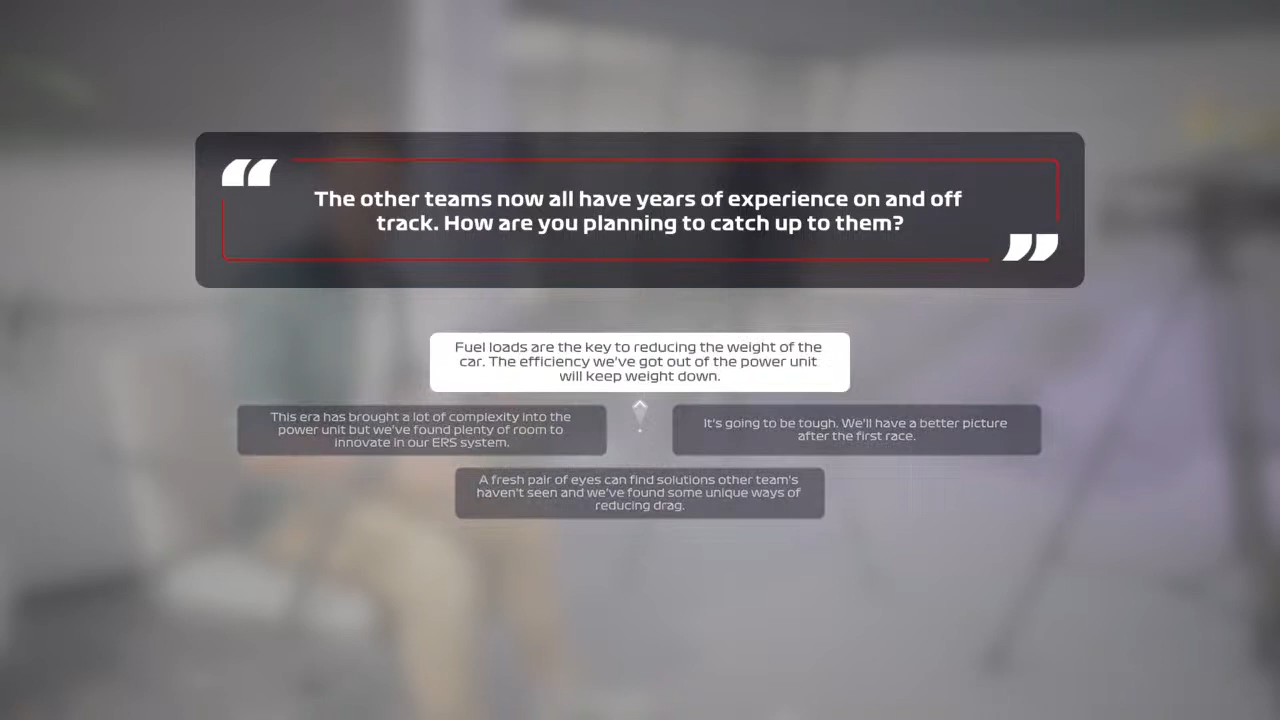 The other teams now all have years of experience on and off
track. How are you planning to catch up to them?
Fuel loads are the key to reducing the weight of the
car. The efficiency we've got out of the power unit
will keep weight down.
This era has brought a lot of complexity into the
power unit but we've found plenty of room to
innovate in our ERS system.
It's going to be tough. We'll have a better picture
after the first race.
A fresh pair of eyes can find solutions other team's
haven't seen and we've found some unique ways of
reducing drag.